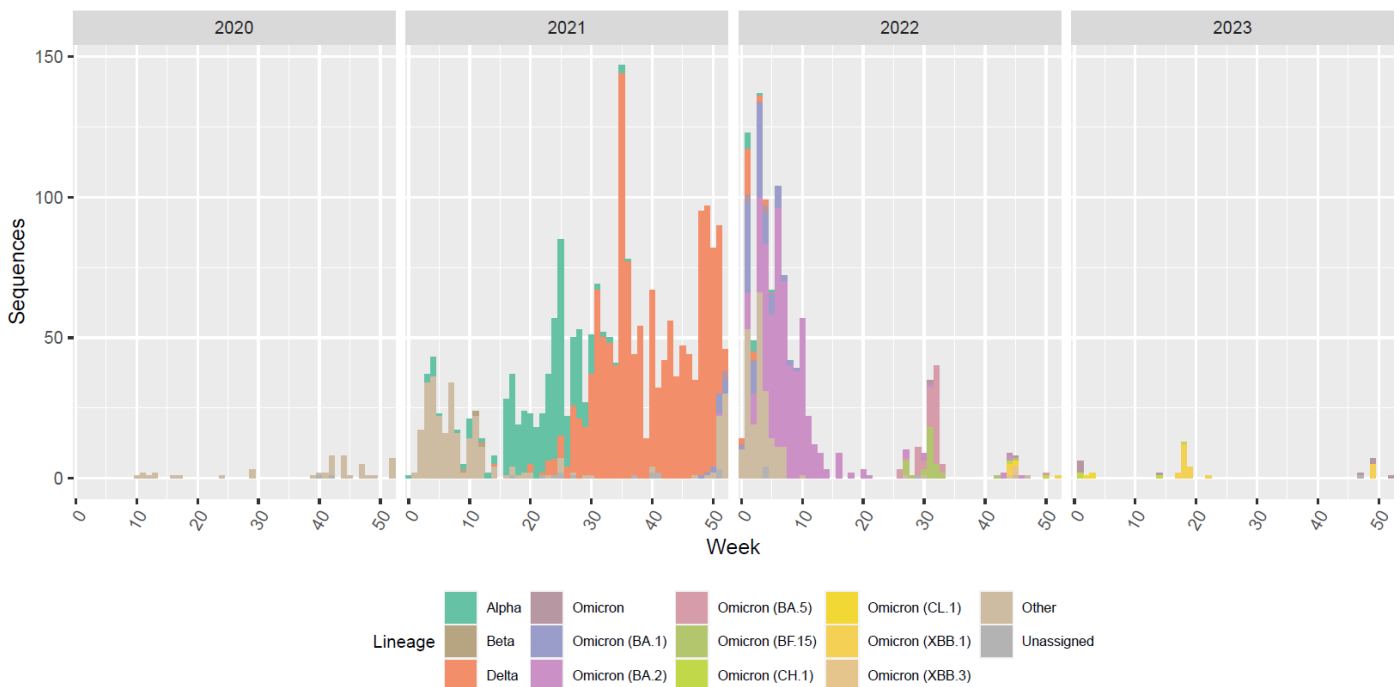 2020 2021 2022 2023
150
100
50
0
Sequences
0 10 20 30 40 50 0 10 20 30 40 50 0 10 20 30 40 50 0 10 20 30 40 50
Week
Alpha Omicron Omicron (BA.5) Omicron (CL.1) Other
Lineage Beta Omicron (BA.1) Omicron (BF.15) Omicron (XBB.1) Unassigned
Delta Omicron (BA.2) Omicron (CH.1) Omicron (XBB.3)